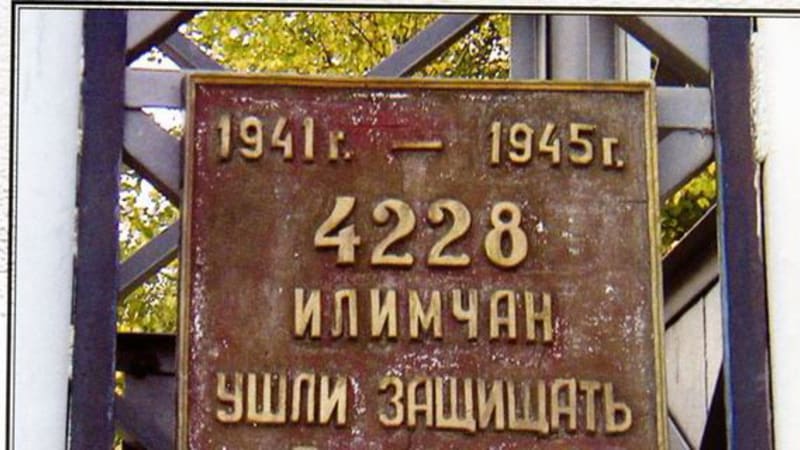 1941г. — 1945г.
4228
ИЛИМЧАН
УШЛИ ЗАЩИЩАТЬ